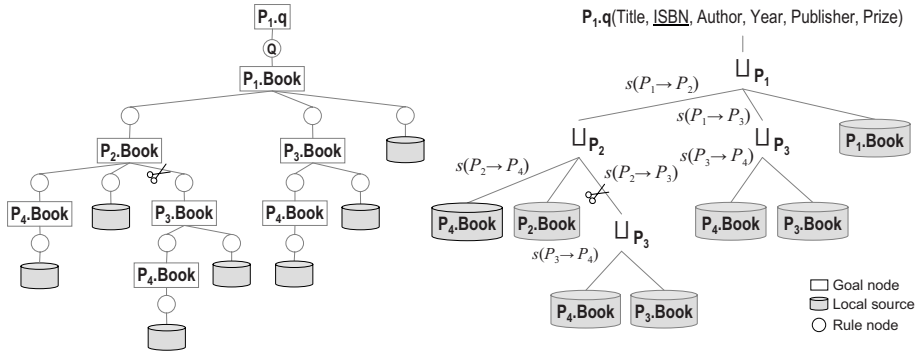 P1.q
Q
P1.Book
P2.Book
P3.Book
P4.Book
P3.Book
P4.Book
P4.Book
P1.q(Title, ISBN, Author, Year, Publisher, Prize)
⊔ P1
s(P1→ P2)
s(P1→ P3)
⊔ P2
⊔ P3
P1.Book
s(P2→ P4)
s(P2→ P3)
s(P3→ P4)
P4.Book
P2.Book
⊔ P3
P4.Book
P3.Book
s(P3→ P4)
P4.Book
P3.Book
Goal node
Local source
Rule node